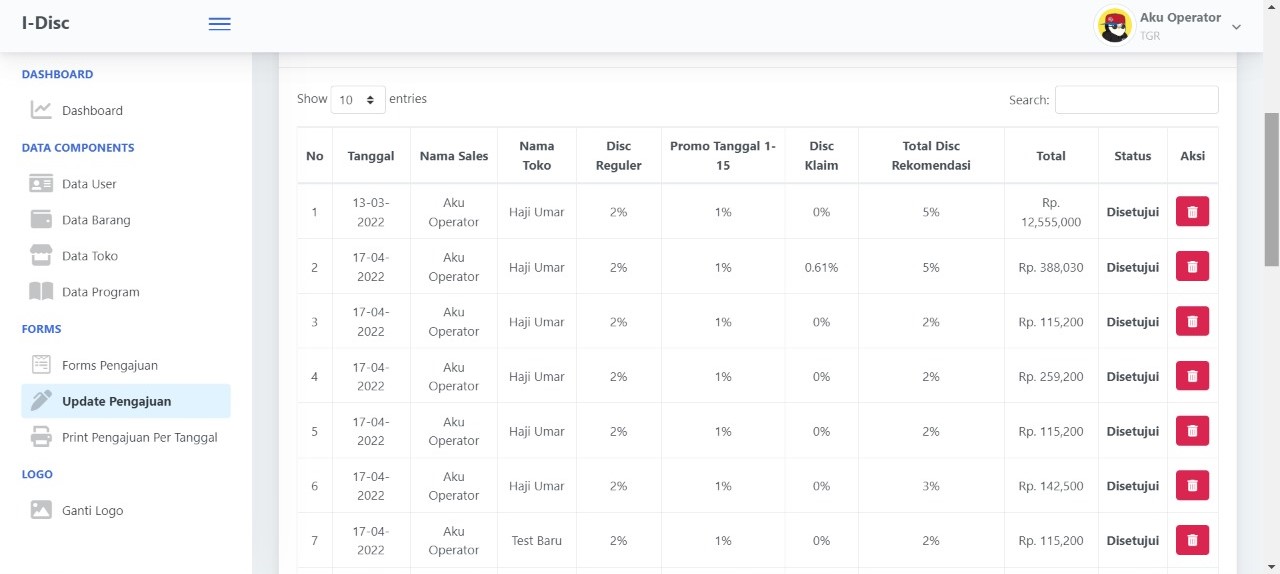 I-Disc
Aku Operator
TGR
DASHBOARD
Dashboard
DATA COMPONENTS
Data User
Data Barang
Data Toko
Data Program
FORMS
Forms Pengajuan
Update Pengajuan
Print Pengajuan Per Tanggal
LOGO
Ganti Logo
Show 10 entries
Search:
No Tanggal Nama Sales Nama Toko Disc Reguler Promo Tanggal 1-15 Disc Klaim Total Disc Rekomendasi Total Status Aksi
1 13-03-2022 Aku Operator Haji Umar 2% 1% 0% 5% Rp. 12,555,000 Disetujui
2 17-04-2022 Aku Operator Haji Umar 2% 1% 0.61% 5% Rp. 388,030 Disetujui
3 17-04-2022 Aku Operator Haji Umar 2% 1% 0% 2% Rp. 115,200 Disetujui
4 17-04-2022 Aku Operator Haji Umar 2% 1% 0% 2% Rp. 259,200 Disetujui
5 17-04-2022 Aku Operator Haji Umar 2% 1% 0% 2% Rp. 115,200 Disetujui
6 17-04-2022 Aku Operator Haji Umar 2% 1% 0% 3% Rp. 142,500 Disetujui
7 17-04-2022 Aku Operator Test Baru 2% 1% 0% 2% Rp. 115,200 Disetujui